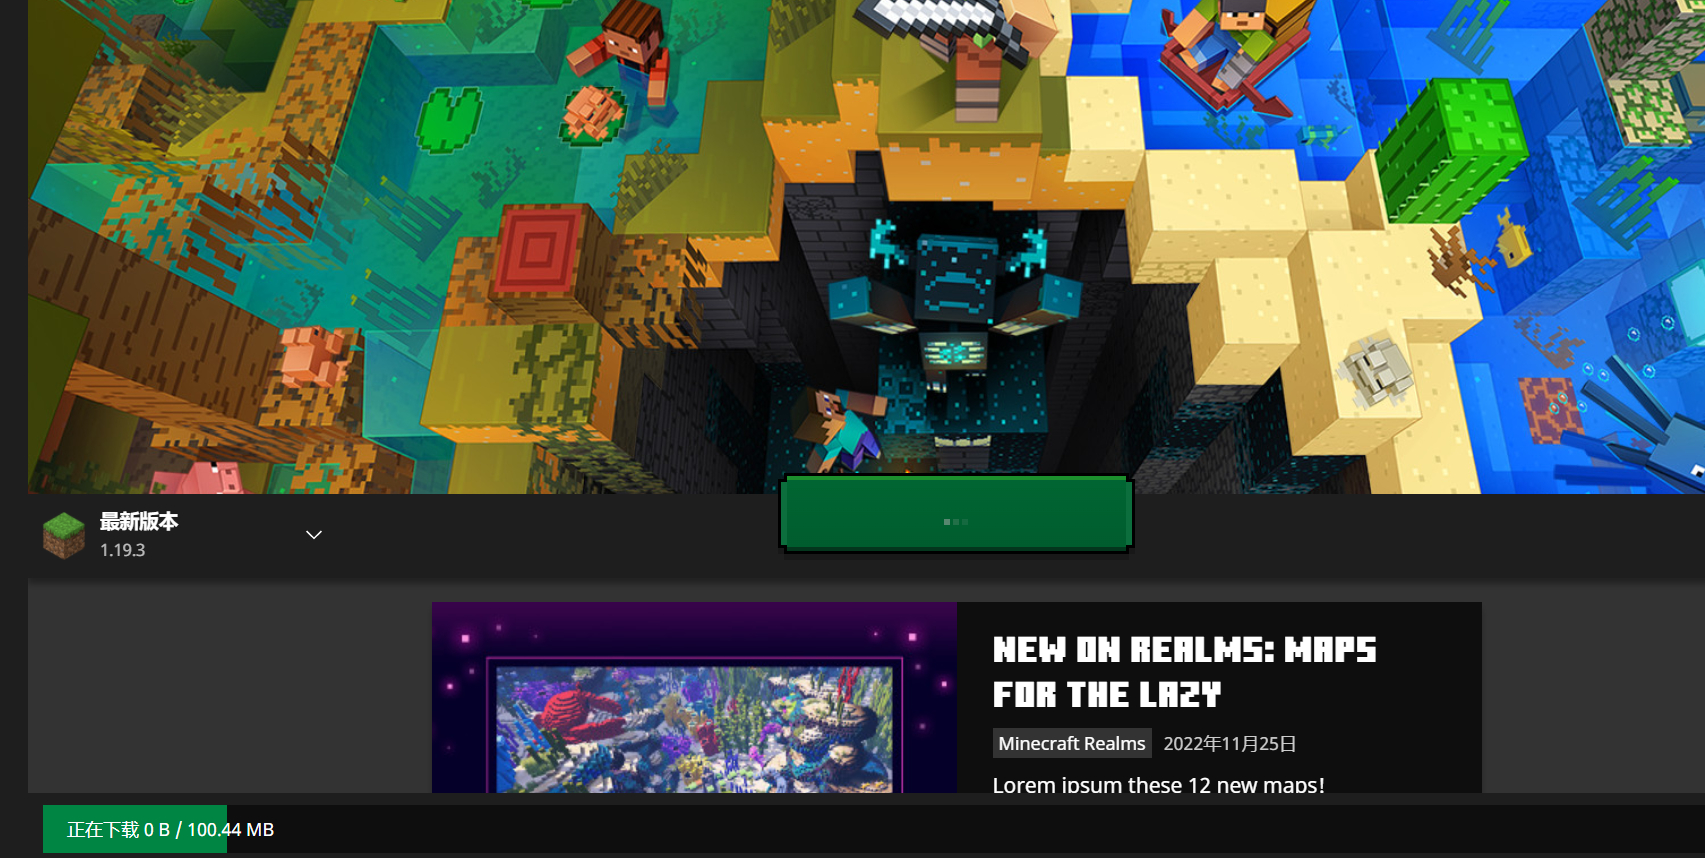 最新版本
1.19.3
NEW ON REALMS: MAPS
FOR THE LAZY
Minecraft Realms 2022年11月25日
Lorem ipsum these 12 new maps!
正在下载 0 B / 100.44 MB